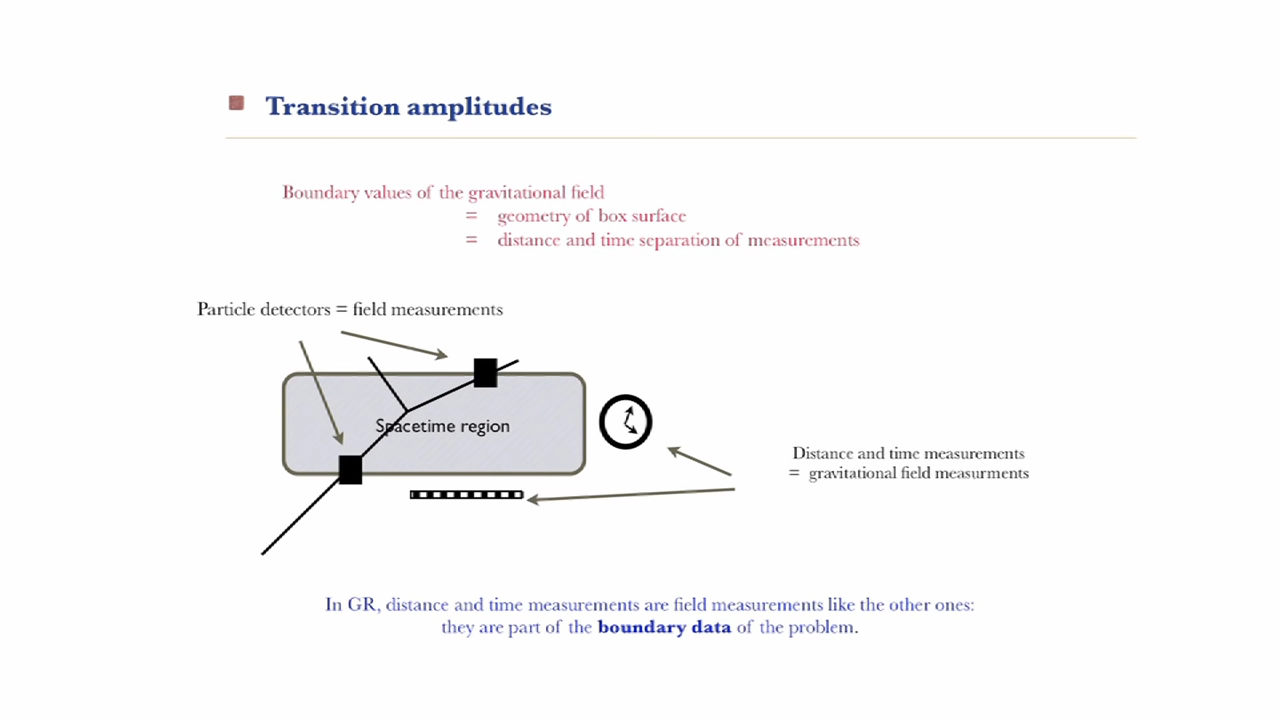 Transition amplitudes
Boundary values of the gravitational field
= geometry of box surface
= distance and time separation of measurements
Particle detectors = field measurements
Spacetime region
Distance and time measurements
= gravitational field measurments
In GR, distance and time measurements are field measurements like the other ones:
they are part of the boundary data of the problem.